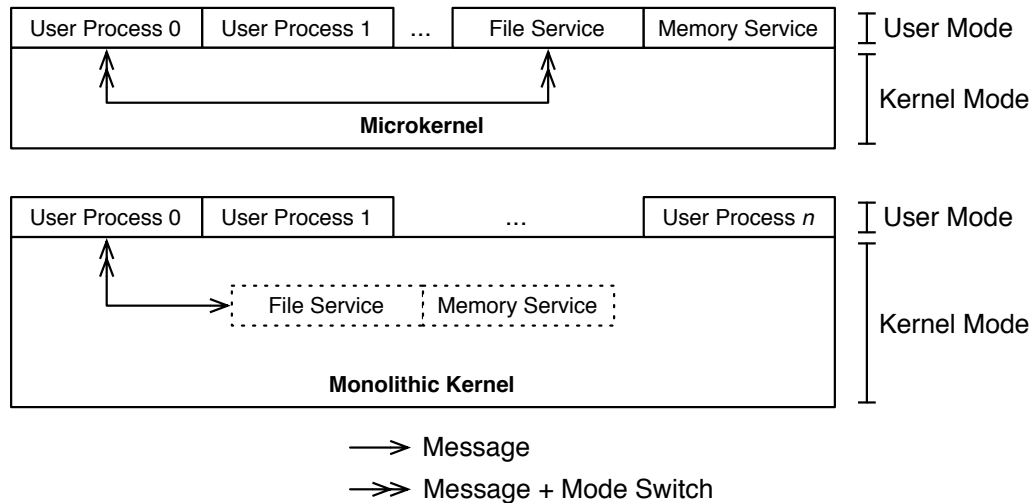 User Process 0 User Process 1 ... File Service Memory Service User Mode
Kernel Mode
Microkernel
User Process 0 User Process 1 ... User Process n User Mode
File Service Memory Service
Kernel Mode
Monolithic Kernel
Message
Message + Mode Switch